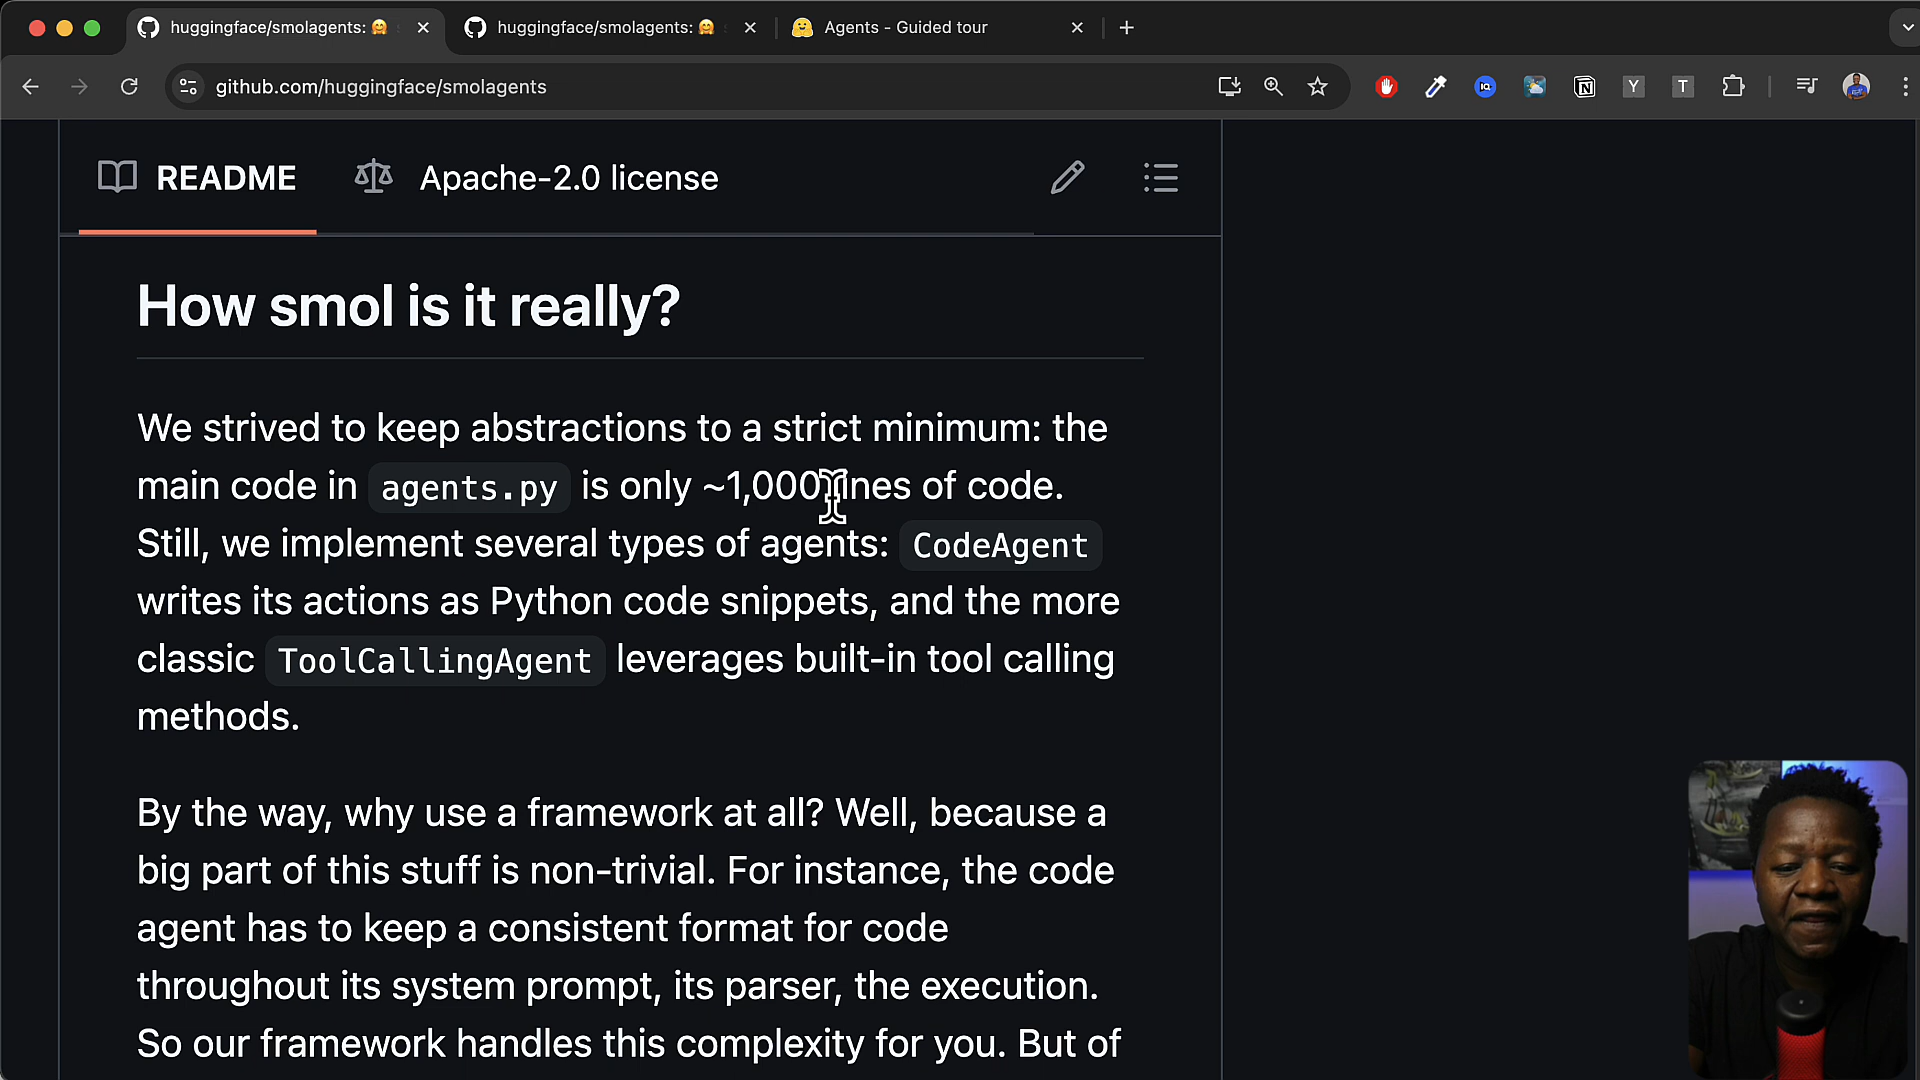 huggingface/smolagents: 🤗
huggingface/smolagents: 🤗
Agents - Guided tour
github.com/huggingface/smolagents
IQ
N
Y
T
README
Apache-2.0 license
How smol is it really?
We strived to keep abstractions to a strict minimum: the
main code in agents.py is only ~1,000 lines of code.
Still, we implement several types of agents: CodeAgent
writes its actions as Python code snippets, and the more
classic ToolCallingAgent leverages built-in tool calling
methods.
By the way, why use a framework at all? Well, because a
big part of this stuff is non-trivial. For instance, the code
agent has to keep a consistent format for code
throughout its system prompt, its parser, the execution.
So our framework handles this complexity for you. But of